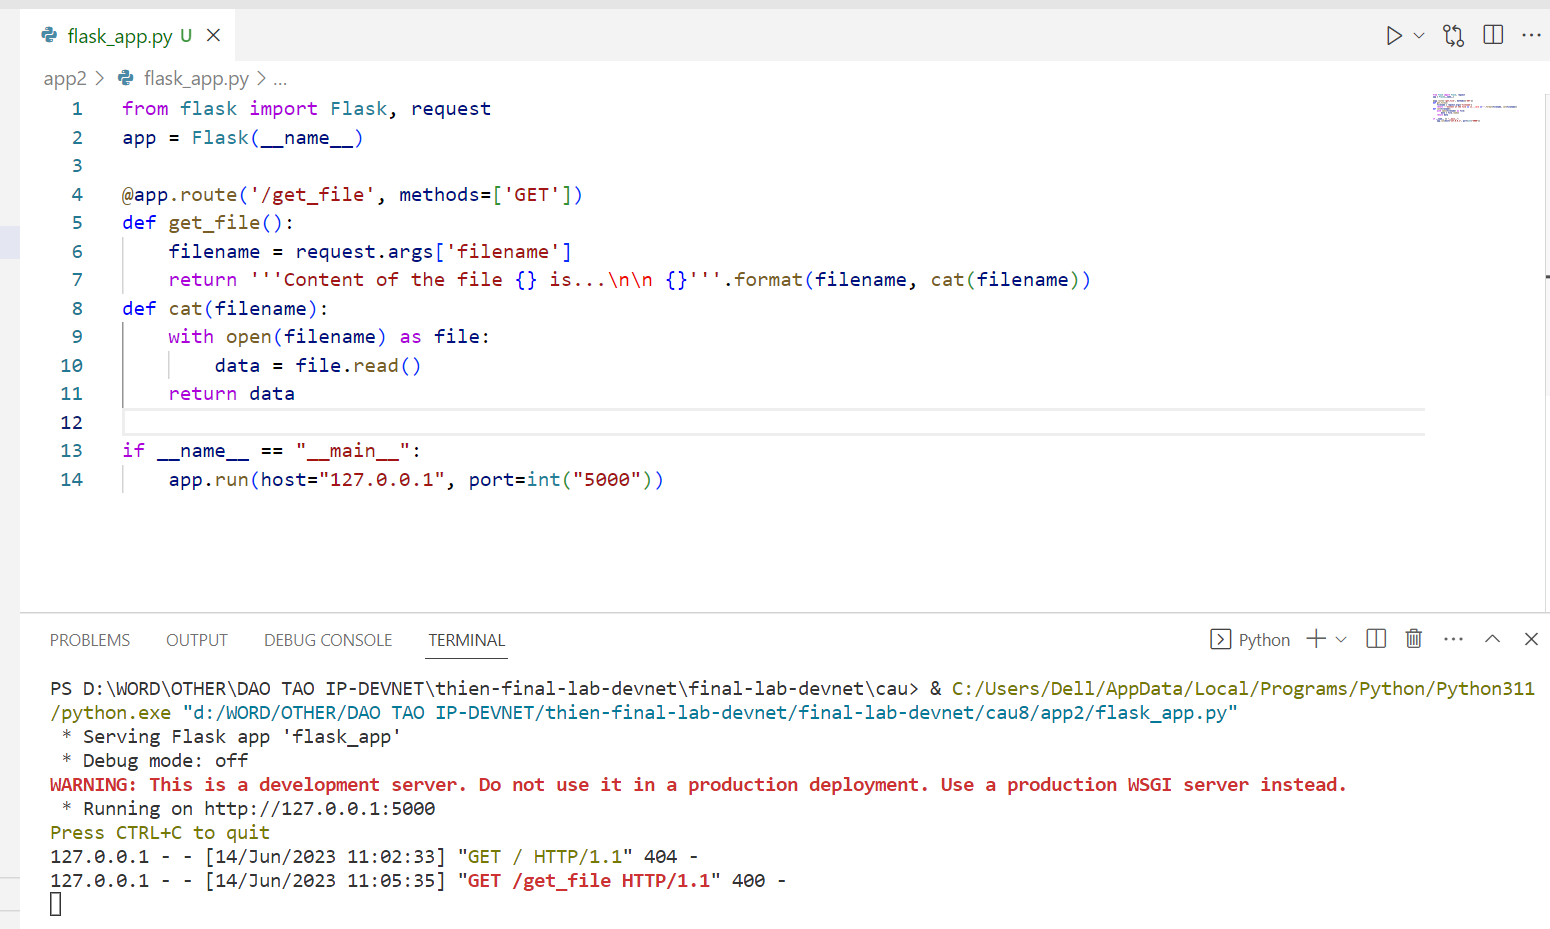 flask_app.py U
app2 > flask_app.py > ...
1 from flask import Flask, request
2 app = Flask(__name__)
3
4 @app.route('/get_file', methods=['GET'])
5 def get_file():
6     filename = request.args['filename']
7     return '''Content of the file {} is...\n\n {}'''.format(filename, cat(filename))
8 def cat(filename):
9     with open(filename) as file:
10         data = file.read()
11     return data
12
13 if __name__ == "__main__":
14     app.run(host="127.0.0.1", port=int("5000"))
PROBLEMS OUTPUT DEBUG CONSOLE TERMINAL Python
PS D:\WORD\OTHER\DAO TAO IP-DEVNET\thien-final-lab-devnet\final-lab-devnet\cau> & C:/Users/Dell/AppData/Local/Programs/Python/Python311
/python.exe "d:/WORD/OTHER/DAO TAO IP-DEVNET/thien-final-lab-devnet/final-lab-devnet/cau8/app2/flask_app.py"
 * Serving Flask app 'flask_app'
 * Debug mode: off
WARNING: This is a development server. Do not use it in a production deployment. Use a production WSGI server instead.
 * Running on http://127.0.0.1:5000
Press CTRL+C to quit
127.0.0.1 - - [14/Jun/2023 11:02:33] "GET / HTTP/1.1" 404 -
127.0.0.1 - - [14/Jun/2023 11:05:35] "GET /get_file HTTP/1.1" 400 -